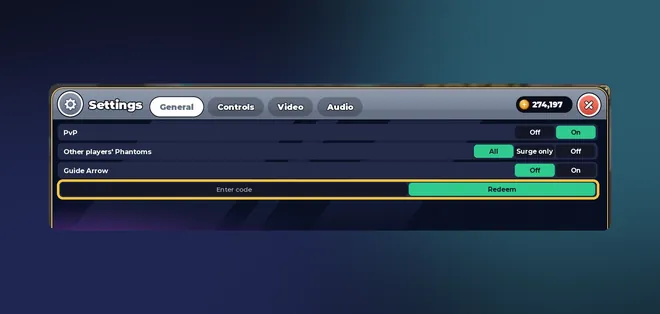 Settings General Controls Video Audio 274,197
PvP Off On
Other players' Phantoms All Surge only Off
Guide Arrow Off On
Enter code Redeem